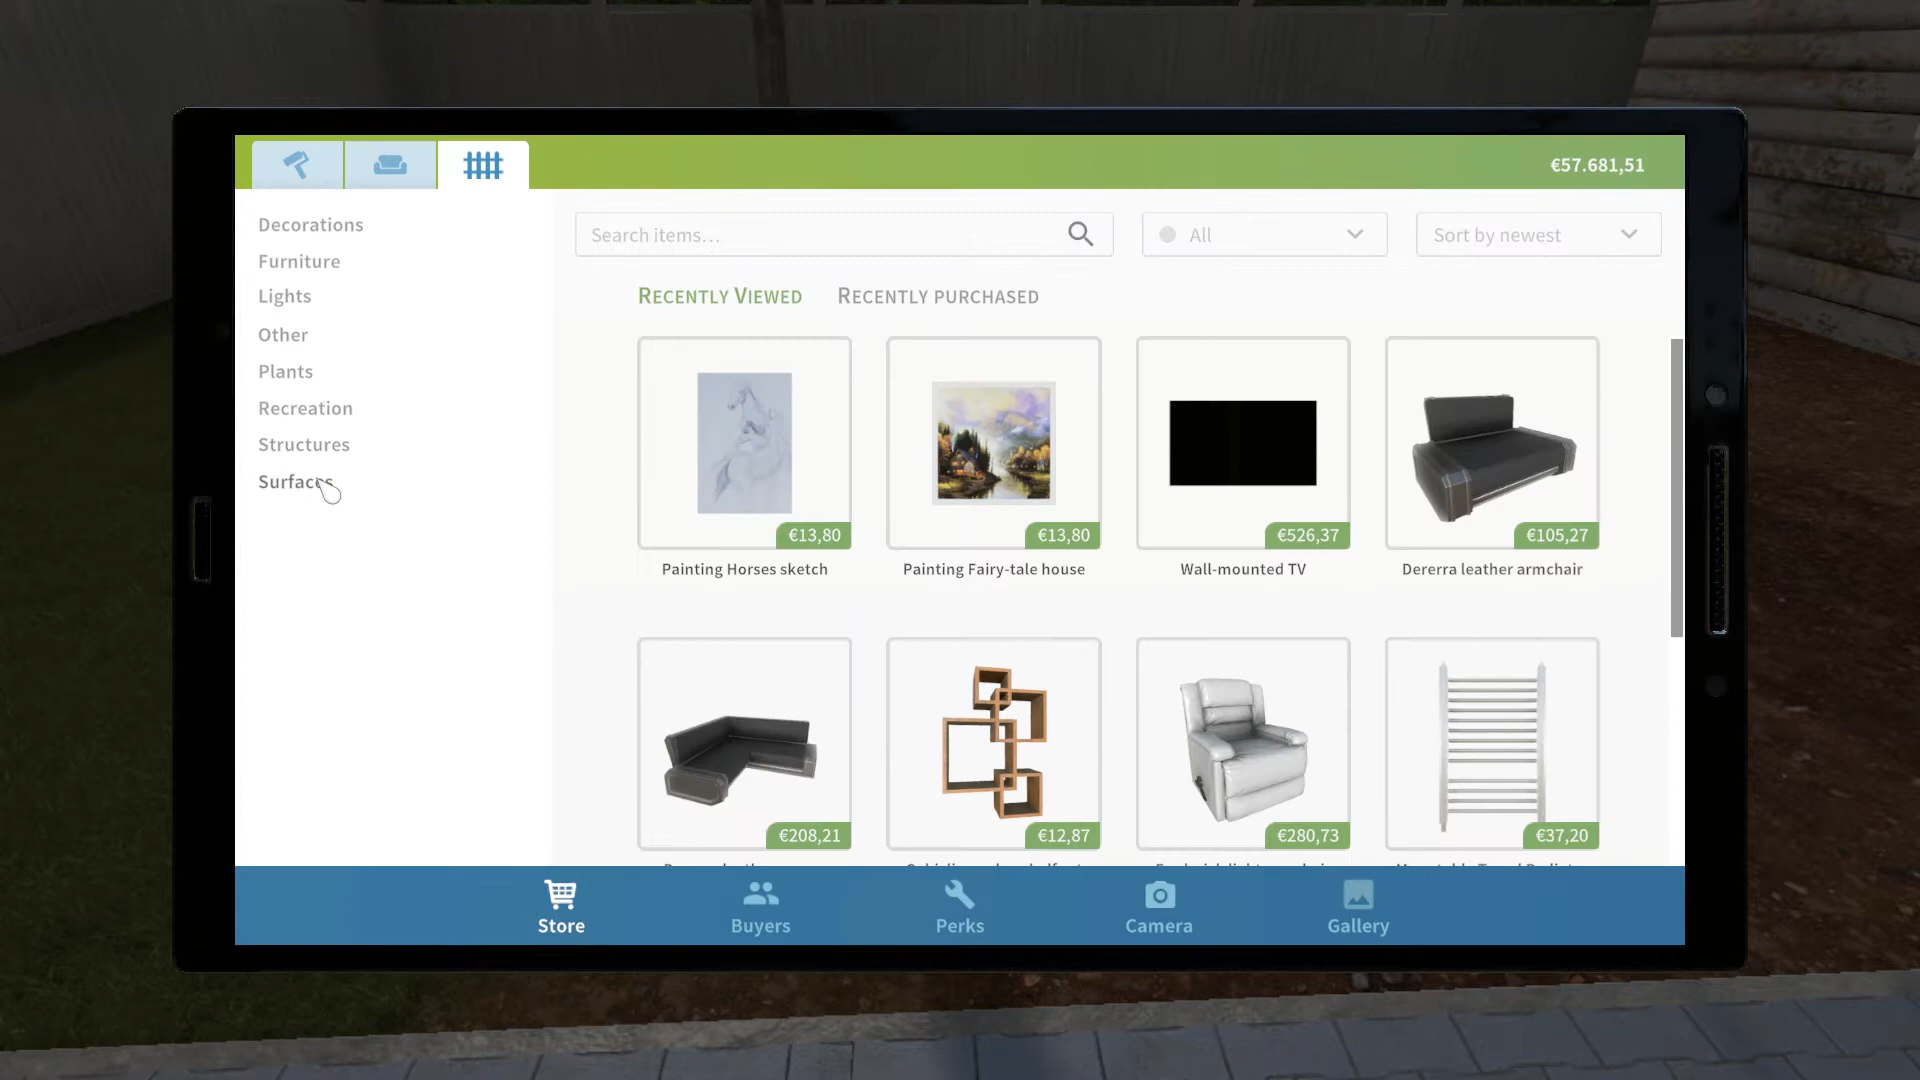 €57.681,51
Decorations
Furniture
Lights
Other
Plants
Recreation
Structures
Surfaces
Search items...
All
Sort by newest
RECENTLY VIEWED
RECENTLY PURCHASED
€13,80
€13,80
€526,37
€105,27
Painting Horses sketch
Painting Fairy-tale house
Wall-mounted TV
Dererra leather armchair
€208,21
€12,87
€280,73
€37,20
Store
Buyers
Perks
Camera
Gallery